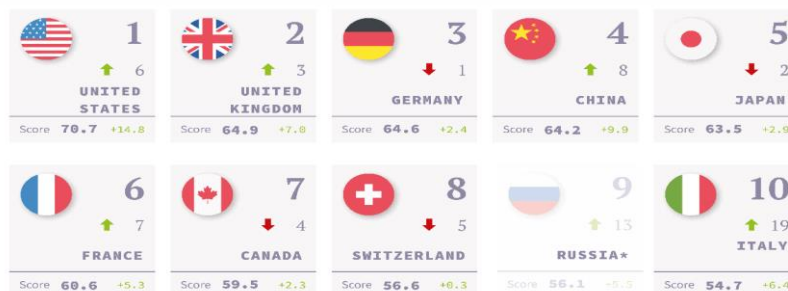 1
6
UNITED
STATES
Score 70.7 +14.8
2
3
UNITED
KINGDOM
Score 64.9 +7.0
3
1
GERMANY
Score 64.6 +2.4
4
8
CHINA
Score 64.2 +9.9
5
2
JAPAN
Score 63.5 +2.9
6
7
FRANCE
Score 60.6 +5.3
7
4
CANADA
Score 59.5 +2.3
8
5
SWITZERLAND
Score 56.6 +0.3
9
13
RUSSIA*
Score 56.1 -5.5
10
19
ITALY
Score 54.7 +6.4